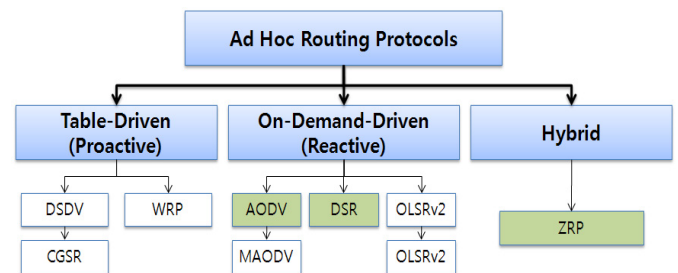 Ad Hoc Routing Protocols
Table-Driven
(Proactive)
On-Demand-Driven
(Reactive)
Hybrid
DSDV
WRP
AODV
DSR
OLSRv2
ZRP
CGSR
MAODV
OLSRv2